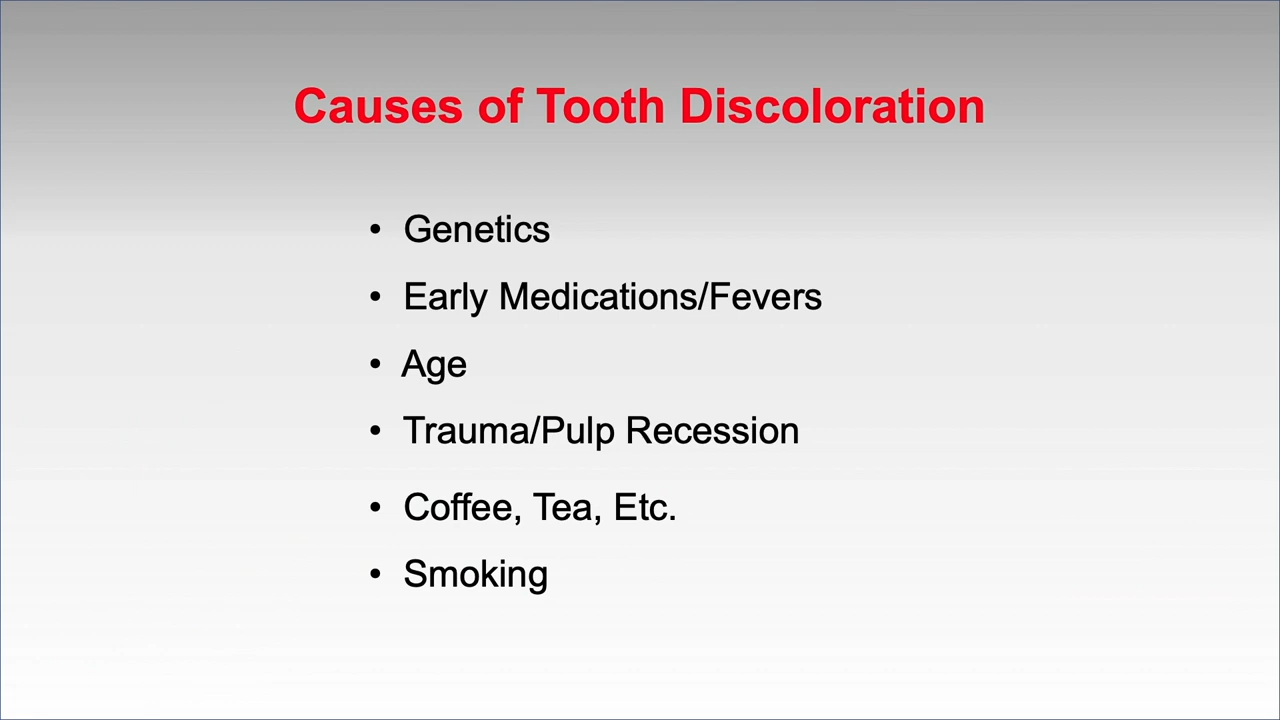 Causes of Tooth Discoloration
• Genetics
• Early Medications/Fevers
• Age
• Trauma/Pulp Recession
• Coffee, Tea, Etc.
• Smoking